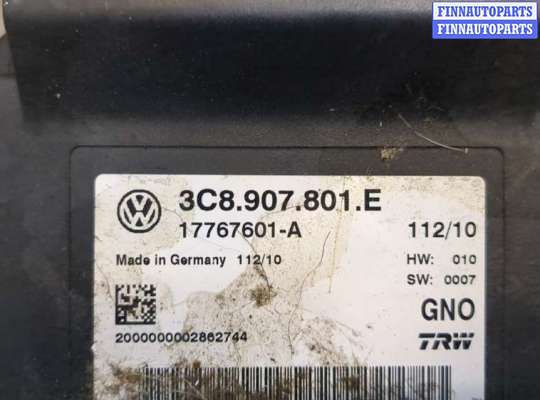 FINNAUTOPARTS
FINNAUTOPARTS
3C8.907.801.E
17767601-A 112/10
Made in Germany 112/10 HW: 010
SW: 0007
GNO
2000000002862744 TRW